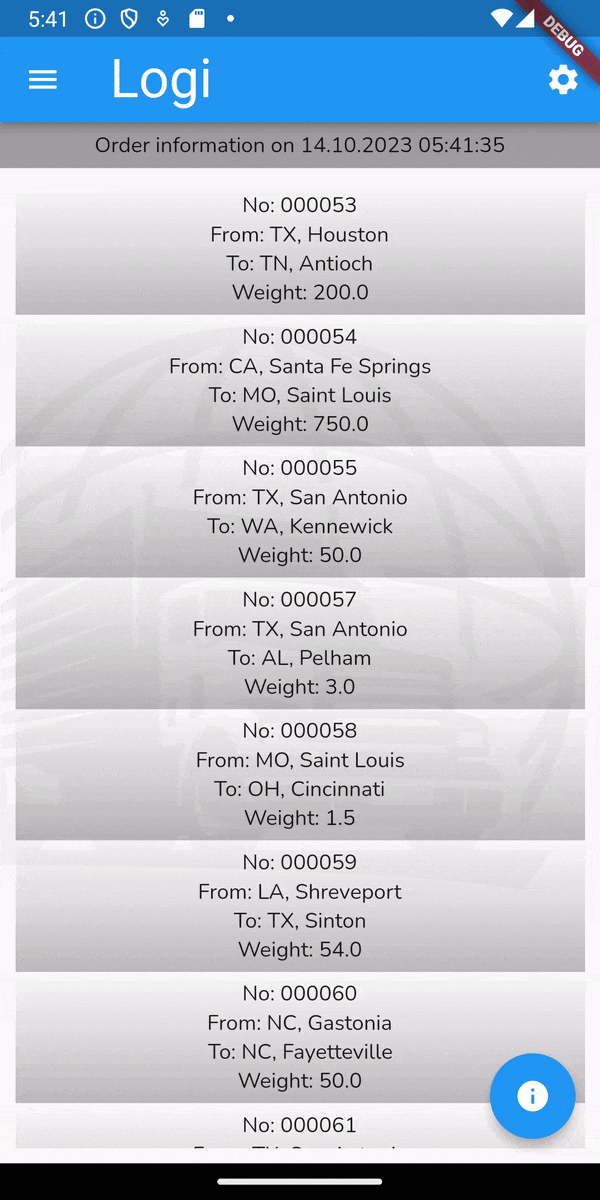 5:41
DEBUG
Logi
Order information on 14.10.2023 05:41:35
No: 000053
From: TX, Houston
To: TN, Antioch
Weight: 200.0
No: 000054
From: CA, Santa Fe Springs
To: MO, Saint Louis
Weight: 750.0
No: 000055
From: TX, San Antonio
To: WA, Kennewick
Weight: 50.0
No: 000057
From: TX, San Antonio
To: AL, Pelham
Weight: 3.0
No: 000058
From: MO, Saint Louis
To: OH, Cincinnati
Weight: 1.5
No: 000059
From: LA, Shreveport
To: TX, Sinton
Weight: 54.0
No: 000060
From: NC, Gastonia
To: NC, Fayetteville
Weight: 50.0
No: 000061